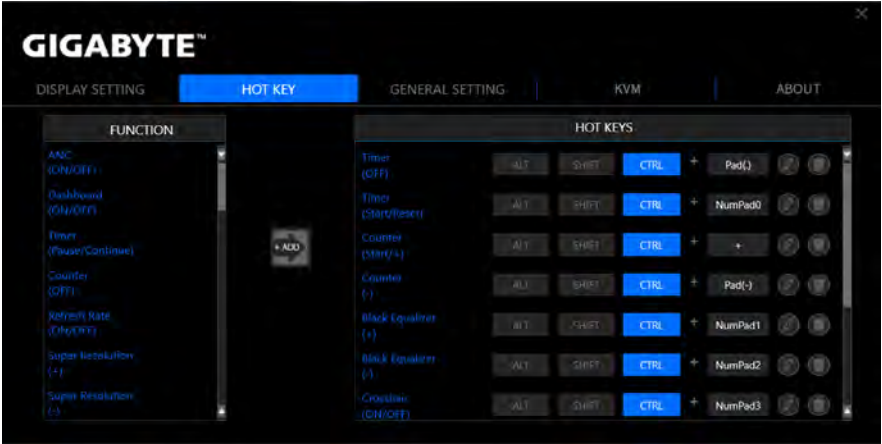 GIGABYTE™
DISPLAY SETTING HOT KEY GENERAL SETTING KVM ABOUT
FUNCTION
ANC
(ON/OFF)
Dashboard
(ON/OFF)
Timer
(Pause/Continue)
Counter
(OFF)
Refresh Rate
(ON/OFF)
Super Resolution
(+)
Super Resolution
(-)
+ ADD
HOT KEYS
Timer
(OFF) ALT SHIFT CTRL + Pad(.)
Timer
(Start/Reset) ALT SHIFT CTRL + NumPad0
Counter
(Start/+) ALT SHIFT CTRL + +
Counter
(-) ALT SHIFT CTRL + Pad(-)
Black Equalizer
(+) ALT SHIFT CTRL + NumPad1
Black Equalizer
(-) ALT SHIFT CTRL + NumPad2
Crosshair
(ON/OFF) ALT SHIFT CTRL + NumPad3